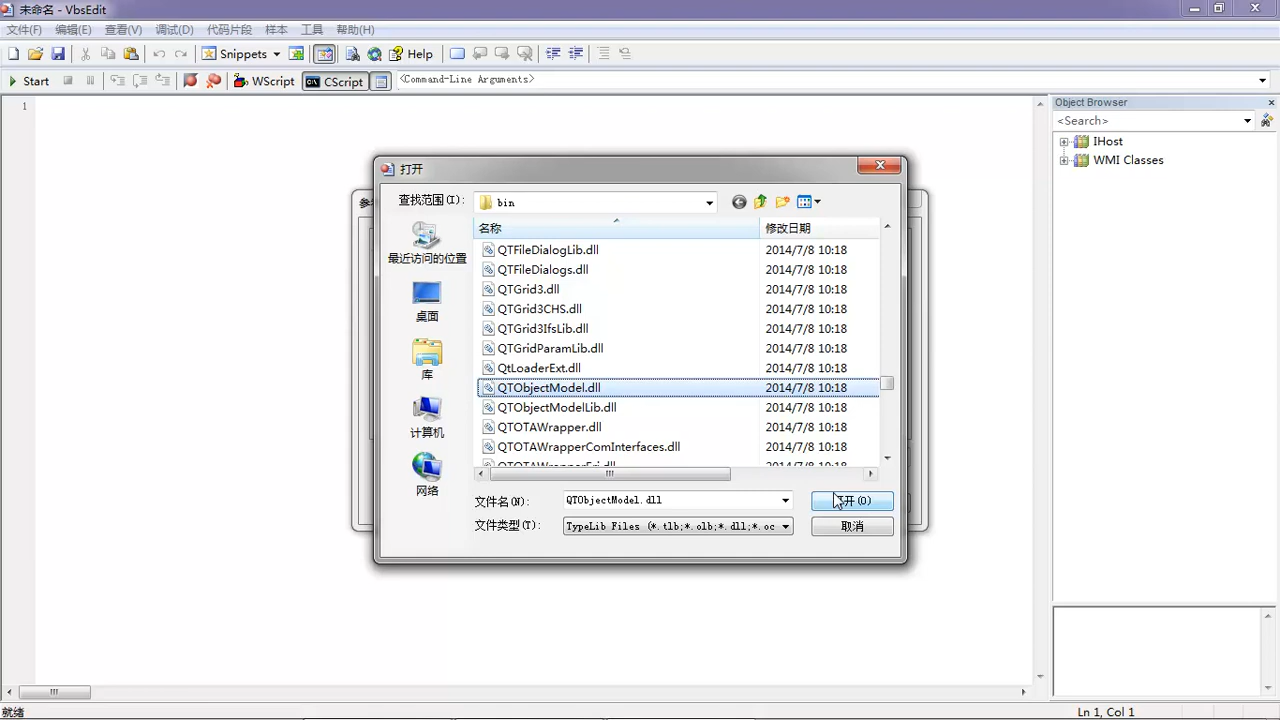 未命名 - VbsEdit
文件(F) 编辑(E) 查看(V) 调试(D) 代码片段 样本 工具 帮助(H)
Snippets Help
Start WScript CScript <Command-Line Arguments>
1
Object Browser
<Search>
IHost
WMI Classes
打开
查找范围(I): bin
名称 修改日期
最近访问的位置
桌面
库
计算机
网络
QTFileDialogLib.dll 2014/7/8 10:18
QTFileDialogs.dll 2014/7/8 10:18
QTGrid3.dll 2014/7/8 10:18
QTGrid3CHS.dll 2014/7/8 10:18
QTGrid3IfsLib.dll 2014/7/8 10:18
QTGridParamLib.dll 2014/7/8 10:18
QtLoaderExt.dll 2014/7/8 10:18
QTObjectModel.dll 2014/7/8 10:18
QTObjectModelLib.dll 2014/7/8 10:18
QTOTAWrapper.dll 2014/7/8 10:18
QTOTAWrapperComInterfaces.dll 2014/7/8 10:18
文件名(N): QTObjectModel.dll 开(O)
文件类型(T): TypeLib Files (*.tlb;*.olb;*.dll;*.oc 取消
就绪 Ln 1, Col 1